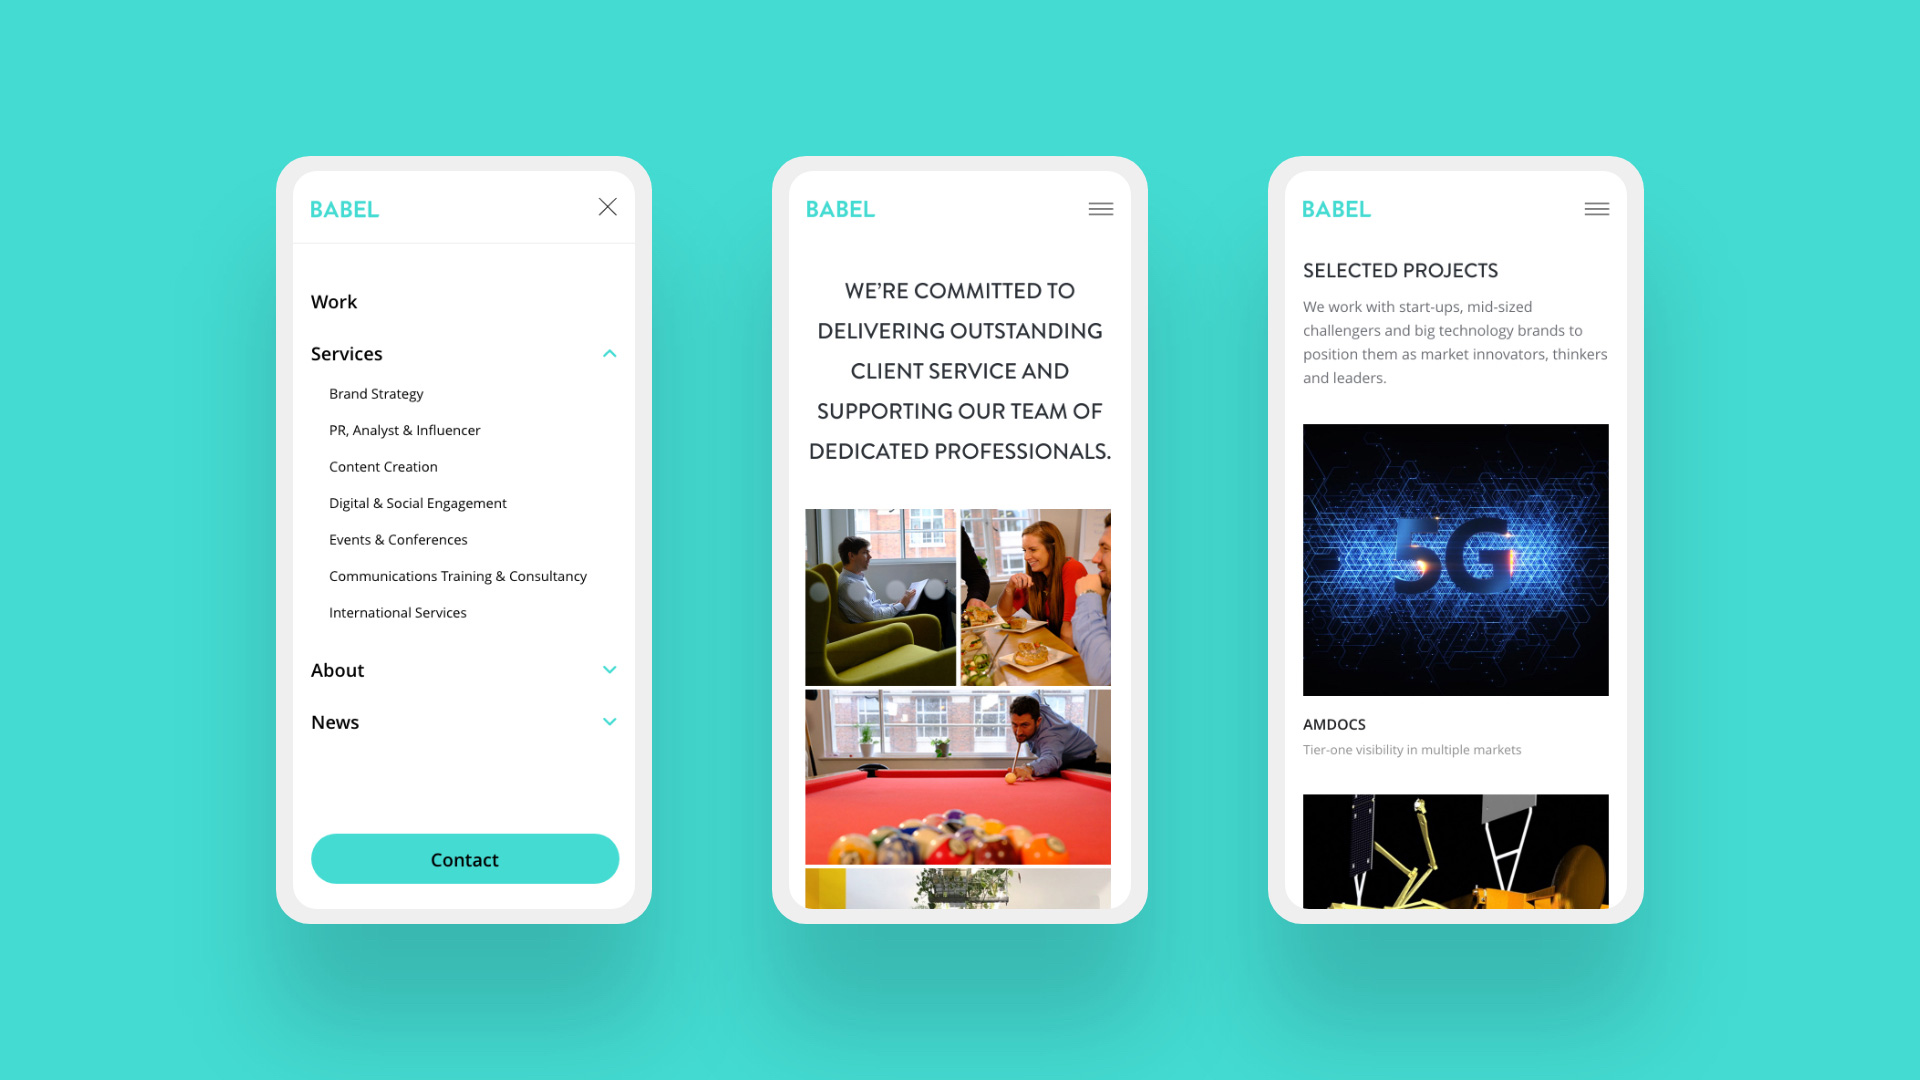 BABEL
Work
Services
Brand Strategy
PR, Analyst & Influencer
Content Creation
Digital & Social Engagement
Events & Conferences
Communications Training & Consultancy
International Services
About
News
Contact
BABEL
WE’RE COMMITTED TO
DELIVERING OUTSTANDING
CLIENT SERVICE AND
SUPPORTING OUR TEAM OF
DEDICATED PROFESSIONALS.
BABEL
SELECTED PROJECTS
We work with start-ups, mid-sized
challengers and big technology brands to
position them as market innovators, thinkers
and leaders.
5G
AMDOCS
Tier-one visibility in multiple markets